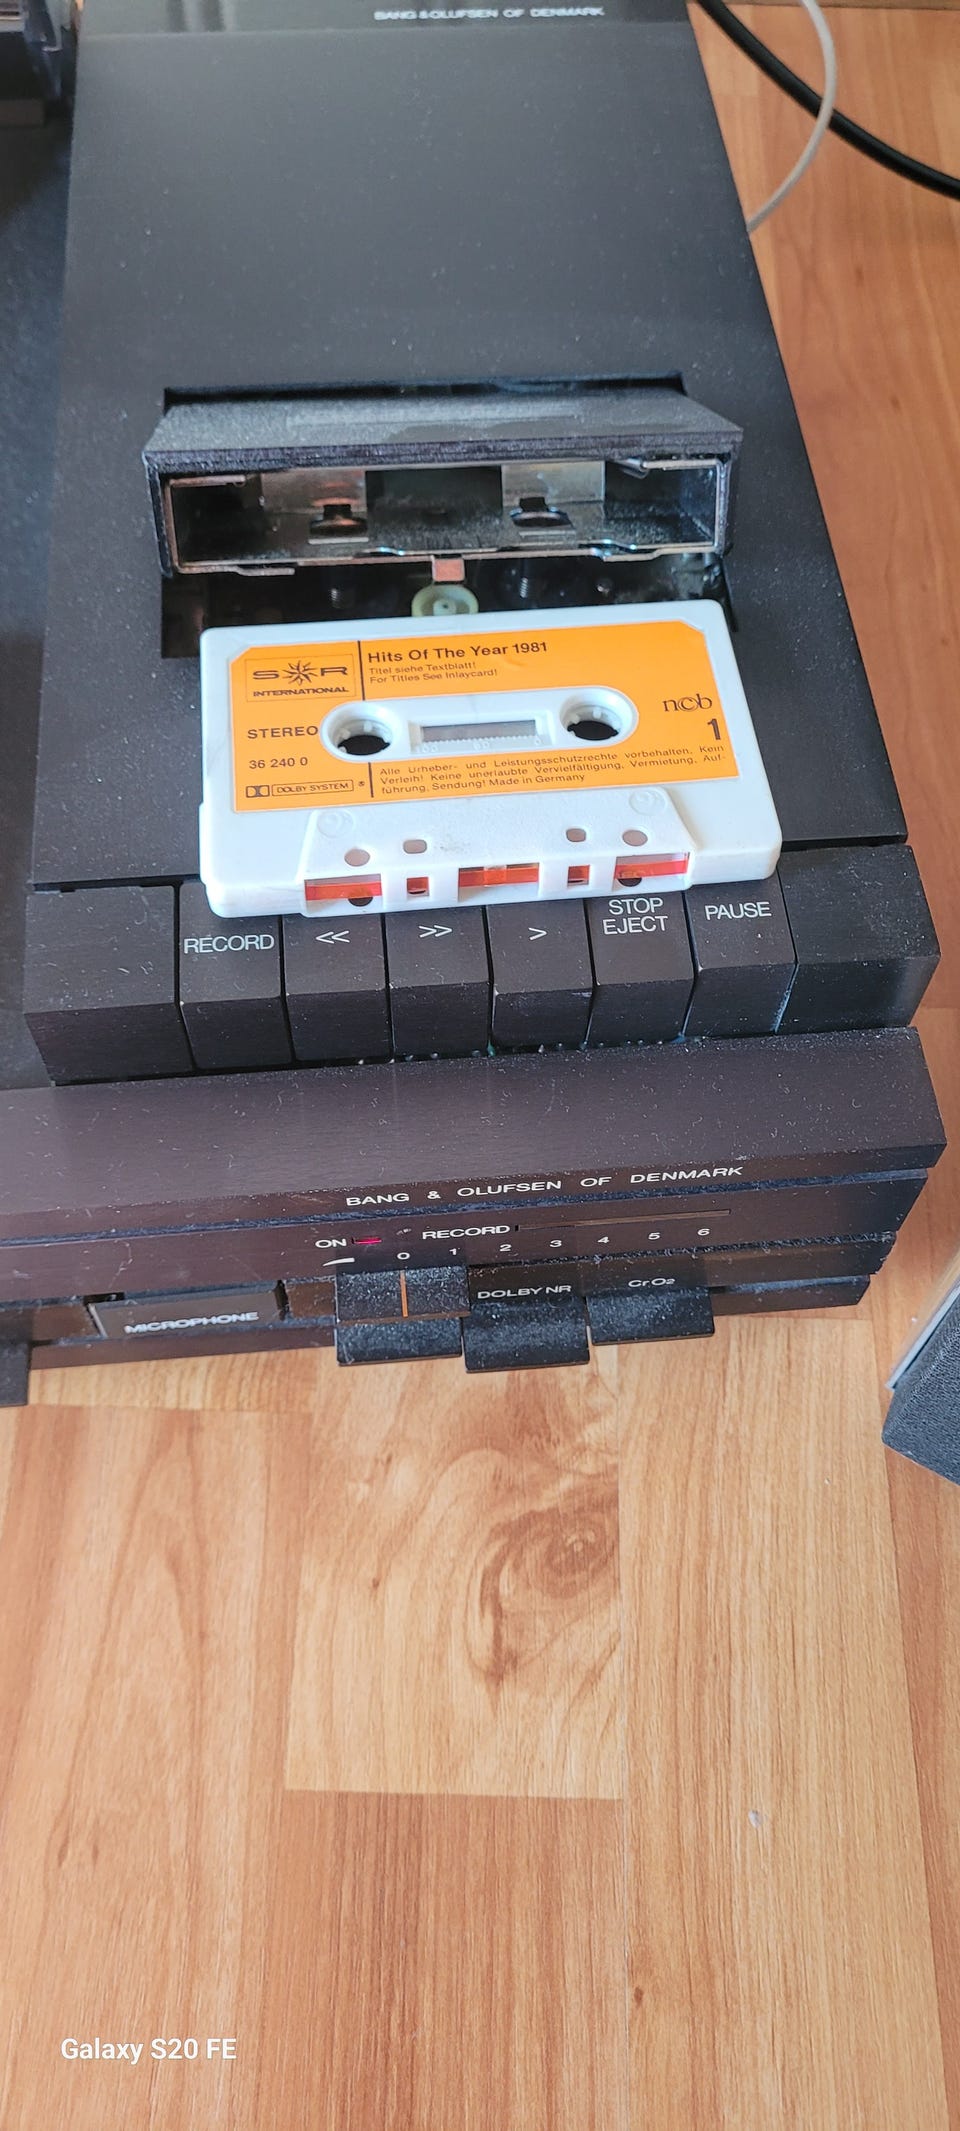 BANG & OLUFSEN OF DENMARK
S R
INTERNATIONAL
Hits Of The Year 1981
Titel siehe Textblatt!
For Titles See Inlaycard!
STEREO
ncb
1
36 240 0
100 50 0
DOLBY SYSTEM ®
Alle Urheber- und Leistungsschutzrechte vorbehalten. Kein
Verleih! Keine unerlaubte Vervielfältigung, Vermietung, Auf-
führung, Sendung! Made in Germany
RECORD
<<
>>
>
STOP
EJECT
PAUSE
BANG & OLUFSEN OF DENMARK
ON
RECORD
0 1 2 3 4 5 6
MICROPHONE
DOLBY NR
CrO2
Galaxy S20 FE